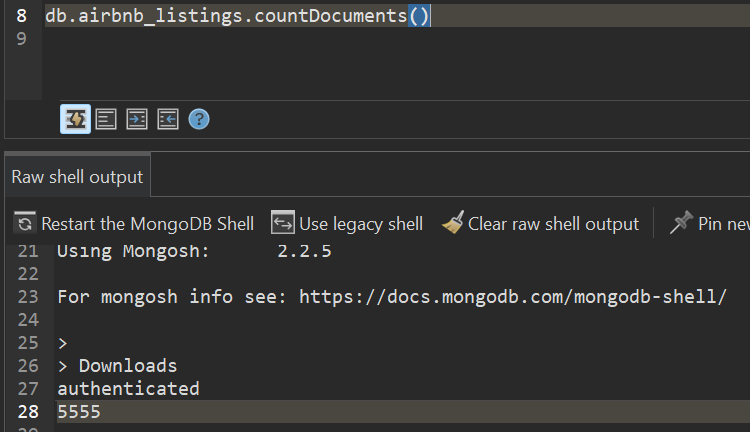 8 db.airbnb_listings.countDocuments()
9
Raw shell output
Restart the MongoDB Shell Use legacy shell Clear raw shell output Pin new
21 Using Mongosh: 2.2.5
22
23 For mongosh info see: https://docs.mongodb.com/mongodb-shell/
24
25 >
26 > Downloads
27 authenticated
28 5555